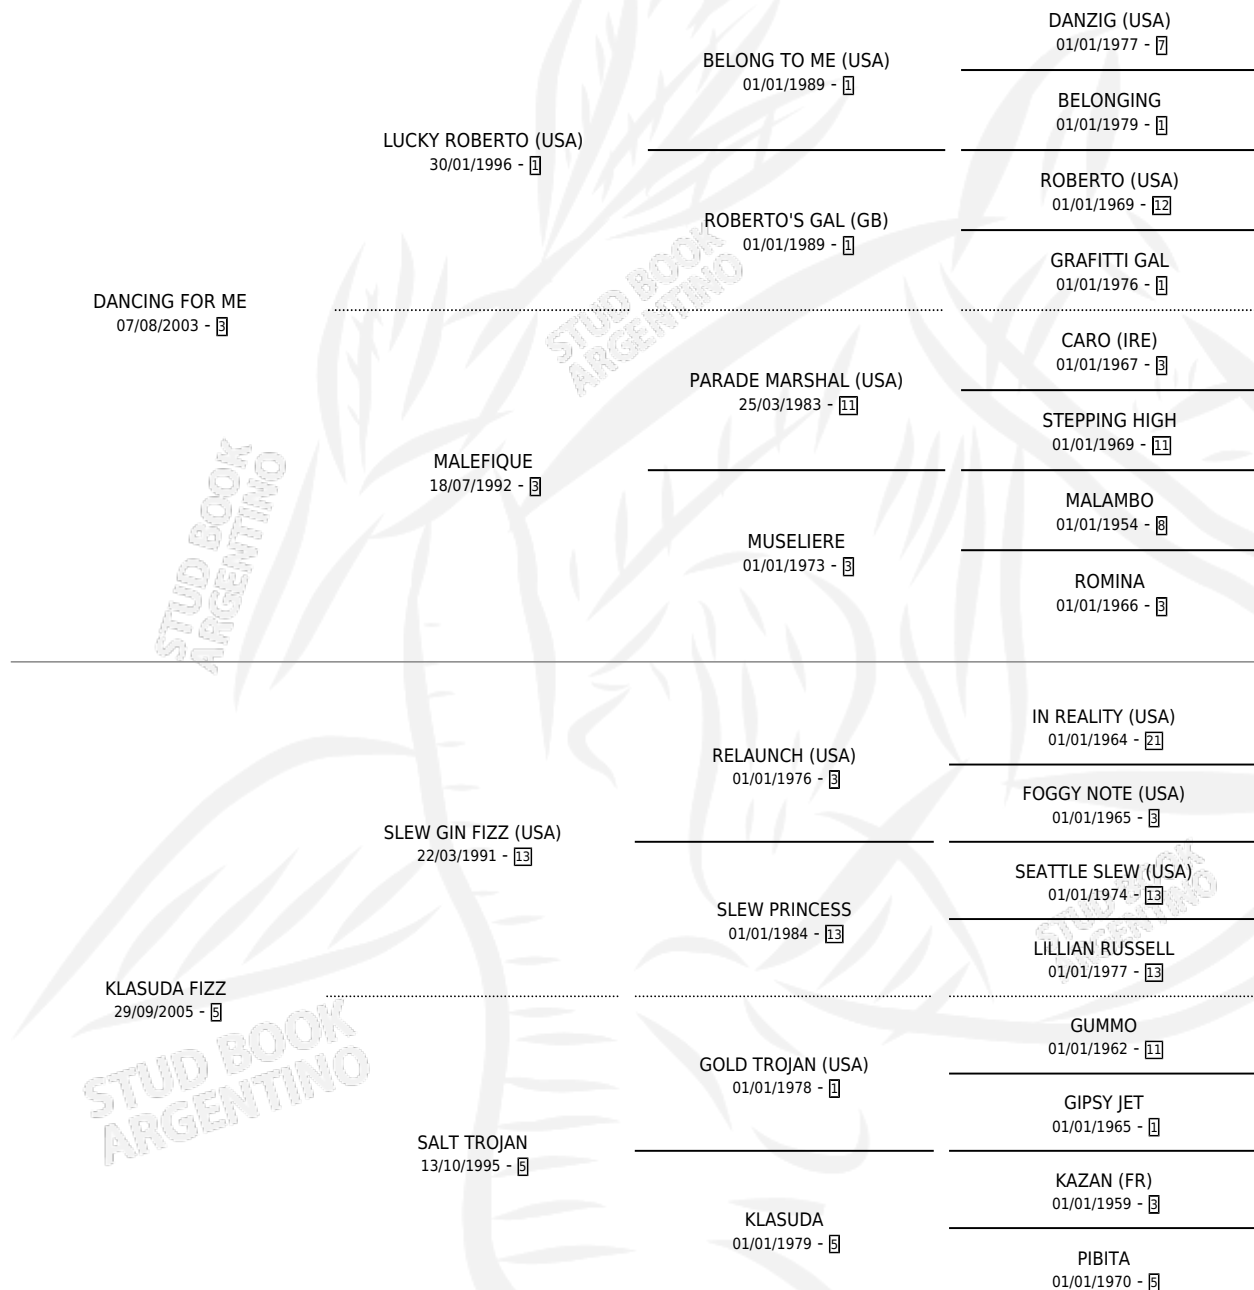 DANZIG (USA)
01/01/1977 - 7
BELONG TO ME (USA)
01/01/1989 - 1
BELONGING
01/01/1979 - 1
LUCKY ROBERTO (USA)
30/01/1996 - 1
ROBERTO (USA)
01/01/1969 - 12
ROBERTO'S GAL (GB)
01/01/1989 - 1
GRAFITTI GAL
01/01/1976 - 1
DANCING FOR ME
07/08/2003 - 3
STUD BOOK
ARGENTINO
CARO (IRE)
01/01/1967 - 3
PARADE MARSHAL (USA)
25/03/1983 - 11
STEPPING HIGH
01/01/1969 - 11
MALEFIQUE
18/07/1992 - 3
MALAMBO
01/01/1954 - 8
MUSELIERE
01/01/1973 - 3
ROMINA
01/01/1966 - 3
STUD BOOK
ARGENTINO
IN REALITY (USA)
01/01/1964 - 21
RELAUNCH (USA)
01/01/1976 - 3
FOGGY NOTE (USA)
01/01/1965 - 3
SLEW GIN FIZZ (USA)
22/03/1991 - 13
SEATTLE SLEW (USA)
01/01/1974 - 13
SLEW PRINCESS
01/01/1984 - 13
LILLIAN RUSSELL
01/01/1977 - 13
STUD BOOK
ARGENTINO
KLASUDA FIZZ
29/09/2005 - 5
GUMMO
01/01/1962 - 11
GOLD TROJAN (USA)
01/01/1978 - 1
GIPSY JET
01/01/1965 - 1
STUD BOOK
ARGENTINO
SALT TROJAN
13/10/1995 - 5
KAZAN (FR)
01/01/1959 - 3
KLASUDA
01/01/1979 - 5
PIBITA
01/01/1970 - 5